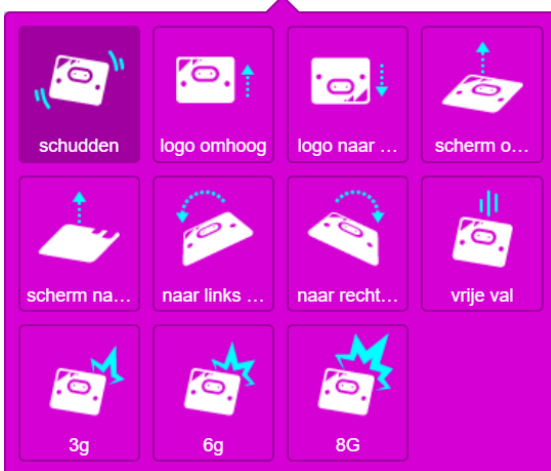 schudden
logo omhoog
logo naar ...
scherm o...
scherm na...
naar links ...
naar recht...
vrije val
3g
6g
8G